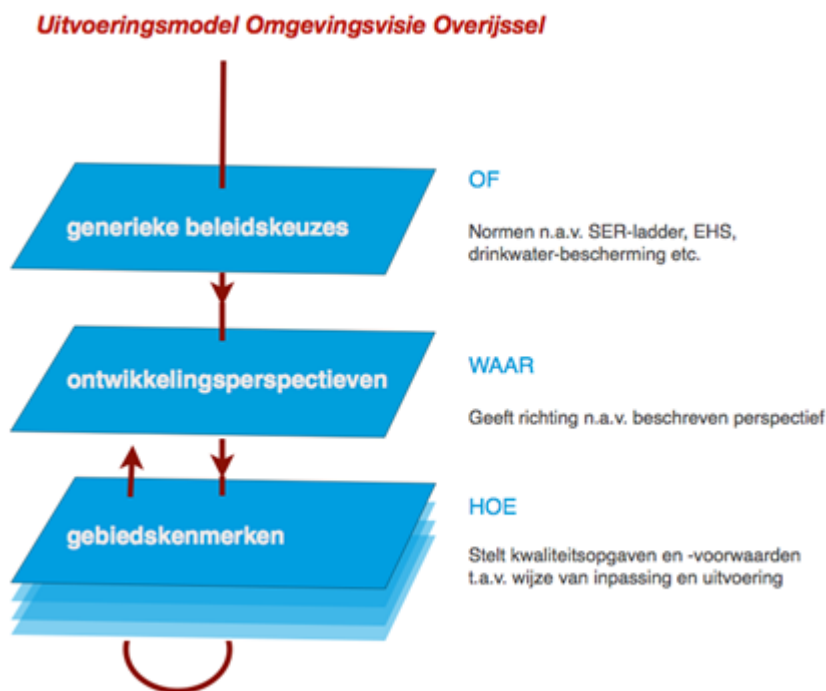 Uitvoeringsmodel Omgevingsvisie Overijssel
generieke beleidskeuzes
OF
Normen n.a.v. SER-ladder, EHS,
drinkwater-bescherming etc.
ontwikkelingsperspectieven
WAAR
Geeft richting n.a.v. beschreven perspectief
gebiedskenmerken
HOE
Stelt kwaliteitsopgaven en -voorwaarden
t.a.v. wijze van inpassing en uitvoering